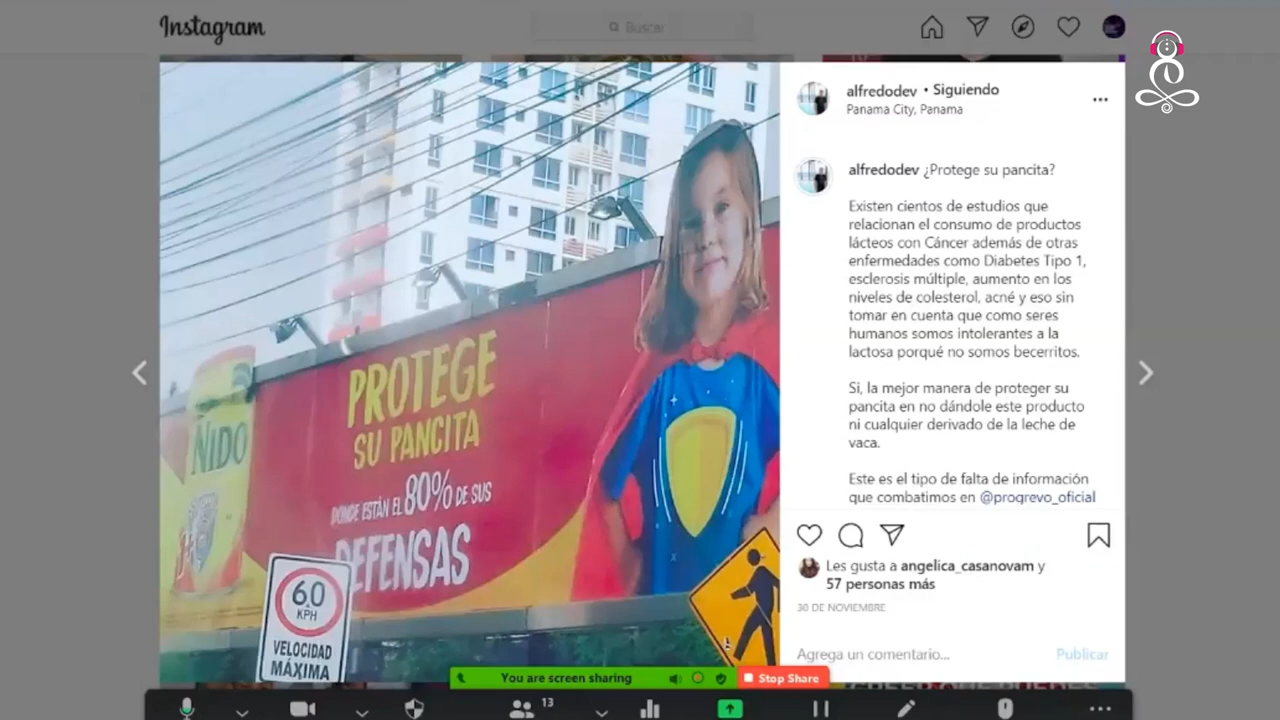 Instagram
Buscar
alfredodev • Siguiendo
Panama City, Panama
alfredodev ¿Protege su pancita?
Existen cientos de estudios que
relacionan el consumo de productos
lácteos con Cáncer además de otras
enfermedades como Diabetes Tipo 1,
esclerosis múltiple, aumento en los
niveles de colesterol, acné y eso sin
tomar en cuenta que como seres
humanos somos intolerantes a la
lactosa porqué no somos becerritos.
Si, la mejor manera de proteger su
pancita en no dándole este producto
ni cualquier derivado de la leche de
vaca.
Este es el tipo de falta de información
que combatimos en @progrevo_oficial
Les gusta a angelica_casanovam y
57 personas más
30 DE NOVIEMBRE
Agrega un comentario...
Publicar
NIDO
PROTEGE
SU PANCITA
DONDE ESTÁN EL 80% DE SUS
DEFENSAS
60
KPH
VELOCIDAD
MÁXIMA
You are screen sharing
Stop Share
13